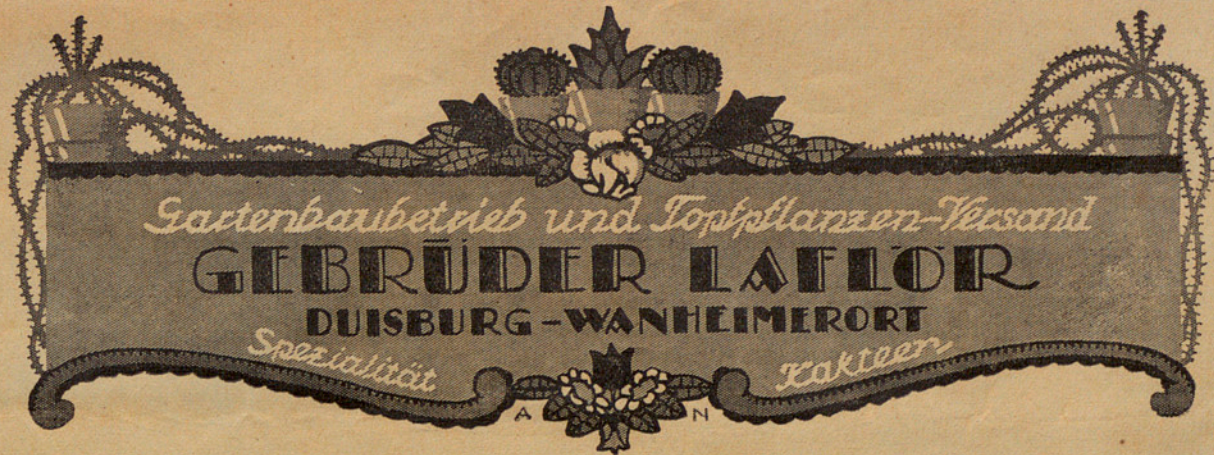 Gartenbaubetrieb und Topfpflanzen-Versand
GEBRÜDER LAFLÖR
DUISBURG-WANHEIMERORT
Spezialität Kakteen
A N